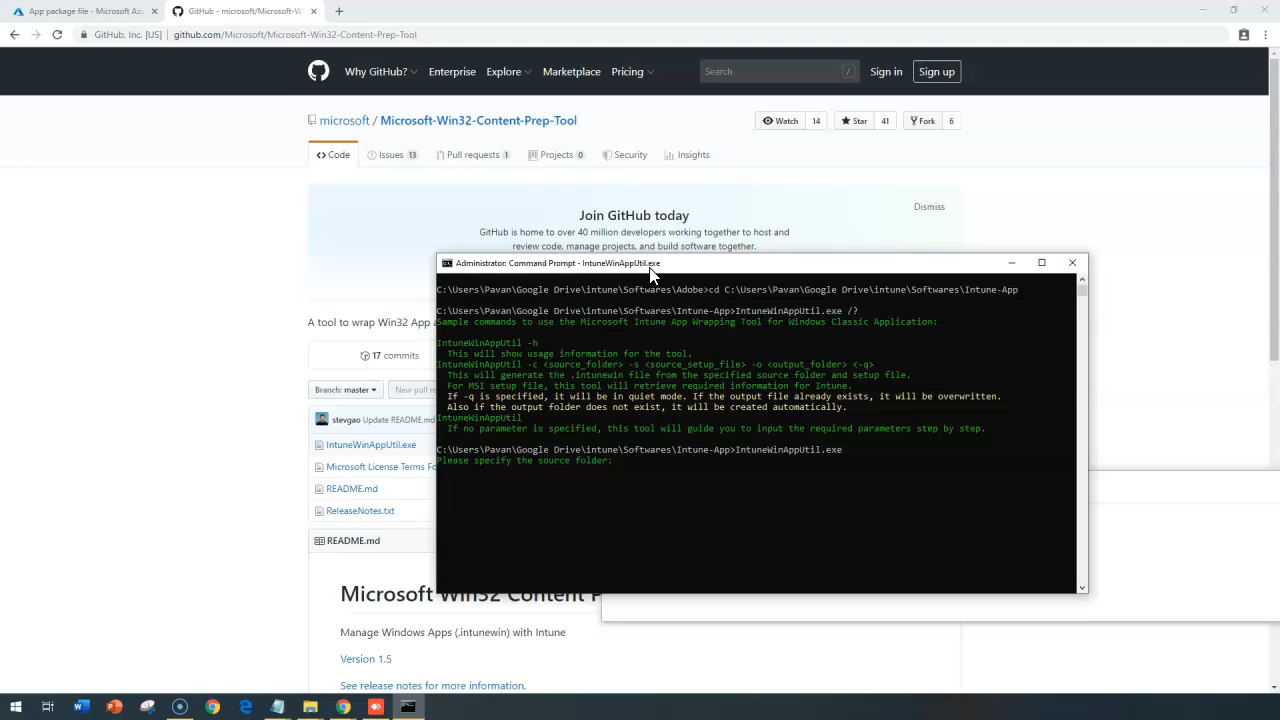 App package file - Microsoft Azu
GitHub - microsoft/Microsoft-Wi
GitHub, Inc. [US]
github.com/Microsoft/Microsoft-Win32-Content-Prep-Tool
Why GitHub?
Enterprise
Explore
Marketplace
Pricing
Search
/
Sign in
Sign up
microsoft / Microsoft-Win32-Content-Prep-Tool
Watch 14
Star 41
Fork 6
Code
Issues 13
Pull requests 1
Projects 0
Security
Insights
Join GitHub today
Dismiss
GitHub is home to over 40 million developers working together to host and
review code, manage projects, and build software together.
A tool to wrap Win32 App
17 commits
Branch: master
New pull
stevgao Update README.md
IntuneWinAppUtil.exe
Microsoft License Terms Fo
README.md
ReleaseNotes.txt
README.md
Microsoft Win32 Content P
Manage Windows Apps (.intunewin) with Intune
Version 1.5
See release notes for more information.
Administrator: Command Prompt - IntuneWinAppUtil.exe
C:\Users\Pavan\Google Drive\intune\Softwares\Adobe>cd C:\Users\Pavan\Google Drive\intune\Softwares\Intune-App
C:\Users\Pavan\Google Drive\intune\Softwares\Intune-App>IntuneWinAppUtil.exe /?
Sample commands to use the Microsoft Intune App Wrapping Tool for Windows Classic Application:
IntuneWinAppUtil -h
This will show usage information for the tool.
IntuneWinAppUtil -c <source_folder> -s <source_setup_file> -o <output_folder> <-q>
This will generate the .intunewin file from the specified source folder and setup file.
For MSI setup file, this tool will retrieve required information for Intune.
If -q is specified, it will be in quiet mode. If the output file already exists, it will be overwritten.
Also if the output folder does not exist, it will be created automatically.
IntuneWinAppUtil
If no parameter is specified, this tool will guide you to input the required parameters step by step.
C:\Users\Pavan\Google Drive\intune\Softwares\Intune-App>IntuneWinAppUtil.exe
Please specify the source folder: